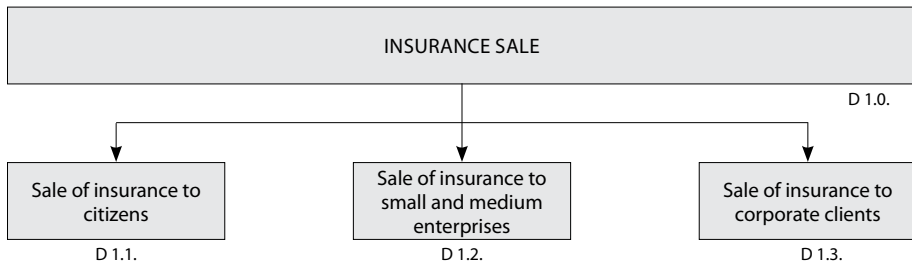 INSURANCE SALE
D 1.0.
Sale of insurance to
citizens
D 1.1.
Sale of insurance to
small and medium
enterprises
D 1.2.
Sale of insurance to
corporate clients
D 1.3.